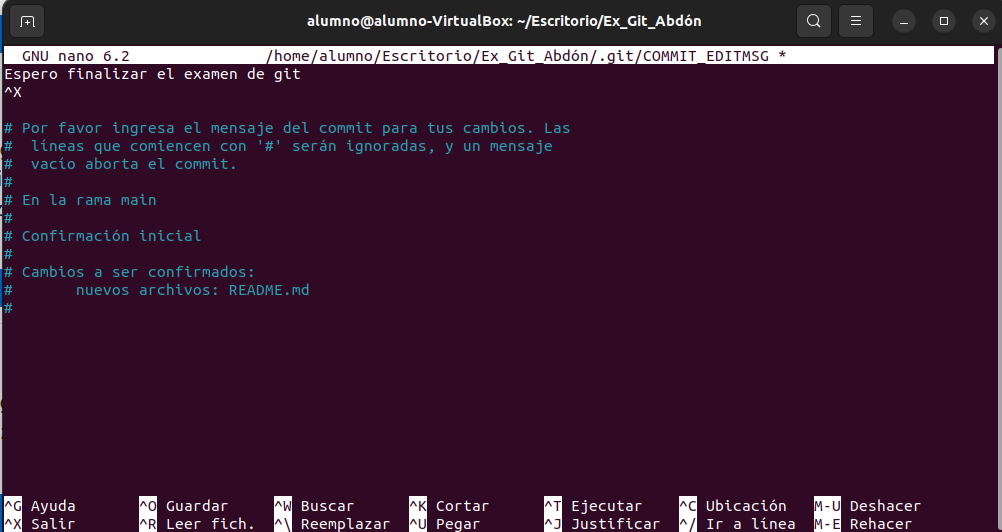 alumno@alumno-VirtualBox: ~/Escritorio/Ex_Git_Abdón
GNU nano 6.2 /home/alumno/Escritorio/Ex_Git_Abdón/.git/COMMIT_EDITMSG *
Espero finalizar el examen de git
^X
# Por favor ingresa el mensaje del commit para tus cambios. Las
#  líneas que comiencen con '#' serán ignoradas, y un mensaje
#  vacío aborta el commit.
#
# En la rama main
#
# Confirmación inicial
#
# Cambios a ser confirmados:
#       nuevos archivos: README.md
#
^G Ayuda ^O Guardar ^W Buscar ^K Cortar ^T Ejecutar ^C Ubicación M-U Deshacer
^X Salir ^R Leer fich. ^\ Reemplazar ^U Pegar ^J Justificar ^/ Ir a línea M-E Rehacer